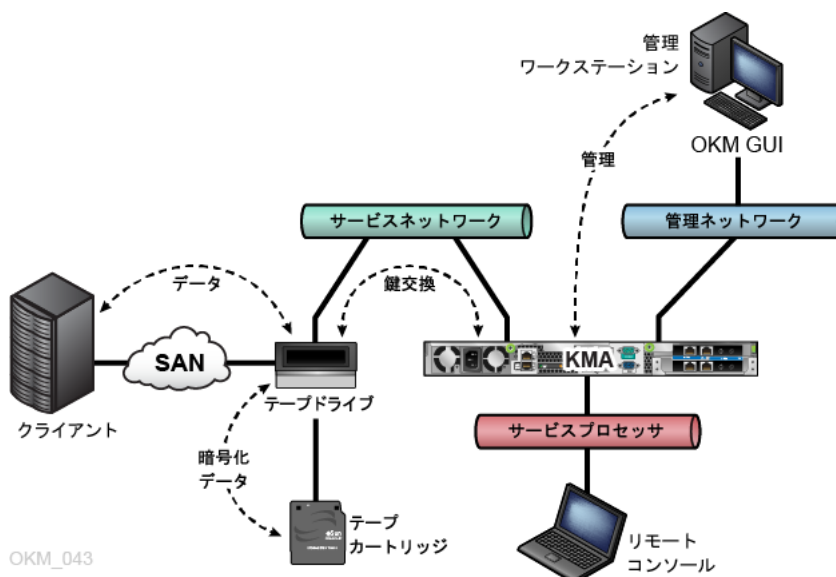 管理
ワークステーション
OKM GUI
管理
サービスネットワーク
管理ネットワーク
データ
鍵交換
SAN
KMA
クライアント
テープドライブ
サービスプロセッサ
暗号化
データ
テープ
カートリッジ
リモート
コンソール
OKM_043